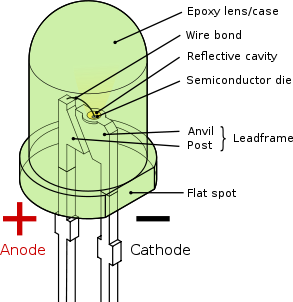 Epoxy lens/case
Wire bond
Reflective cavity
Semiconductor die
Anvil
Post
Leadframe
Flat spot
+ −
Anode Cathode